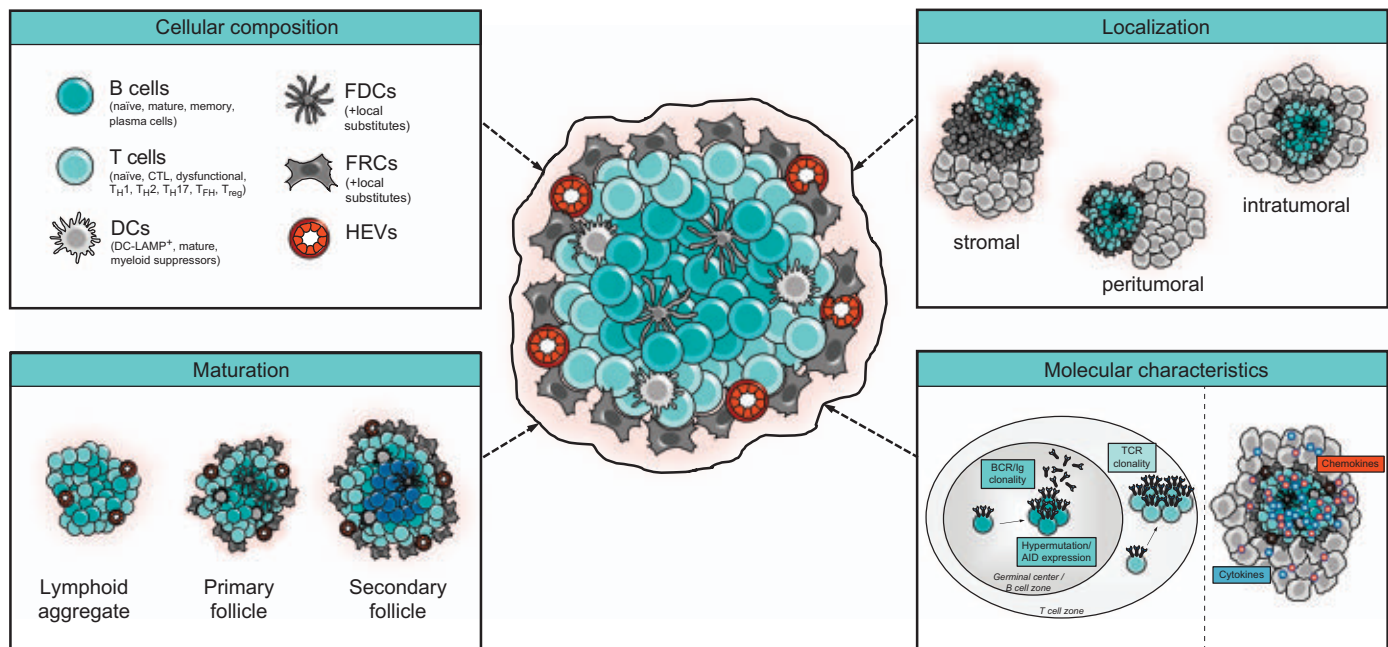 Cellular composition
B cells
(naïve, mature, memory,
plasma cells)
T cells
(naïve, CTL, dysfunctional,
TH1, TH2, TH17, TFH, Treg)
DCs
(DC-LAMP+, mature,
myeloid suppressors)
FDCs
(+local
substitutes)
FRCs
(+local
substitutes)
HEVs
Localization
stromal
peritumoral
intratumoral
Maturation
Lymphoid
aggregate
Primary
follicle
Secondary
follicle
Molecular characteristics
BCR/Ig
clonality
TCR
clonality
Hypermutation/
AID expression
Germinal center /
B cell zone
T cell zone
Chemokines
Cytokines